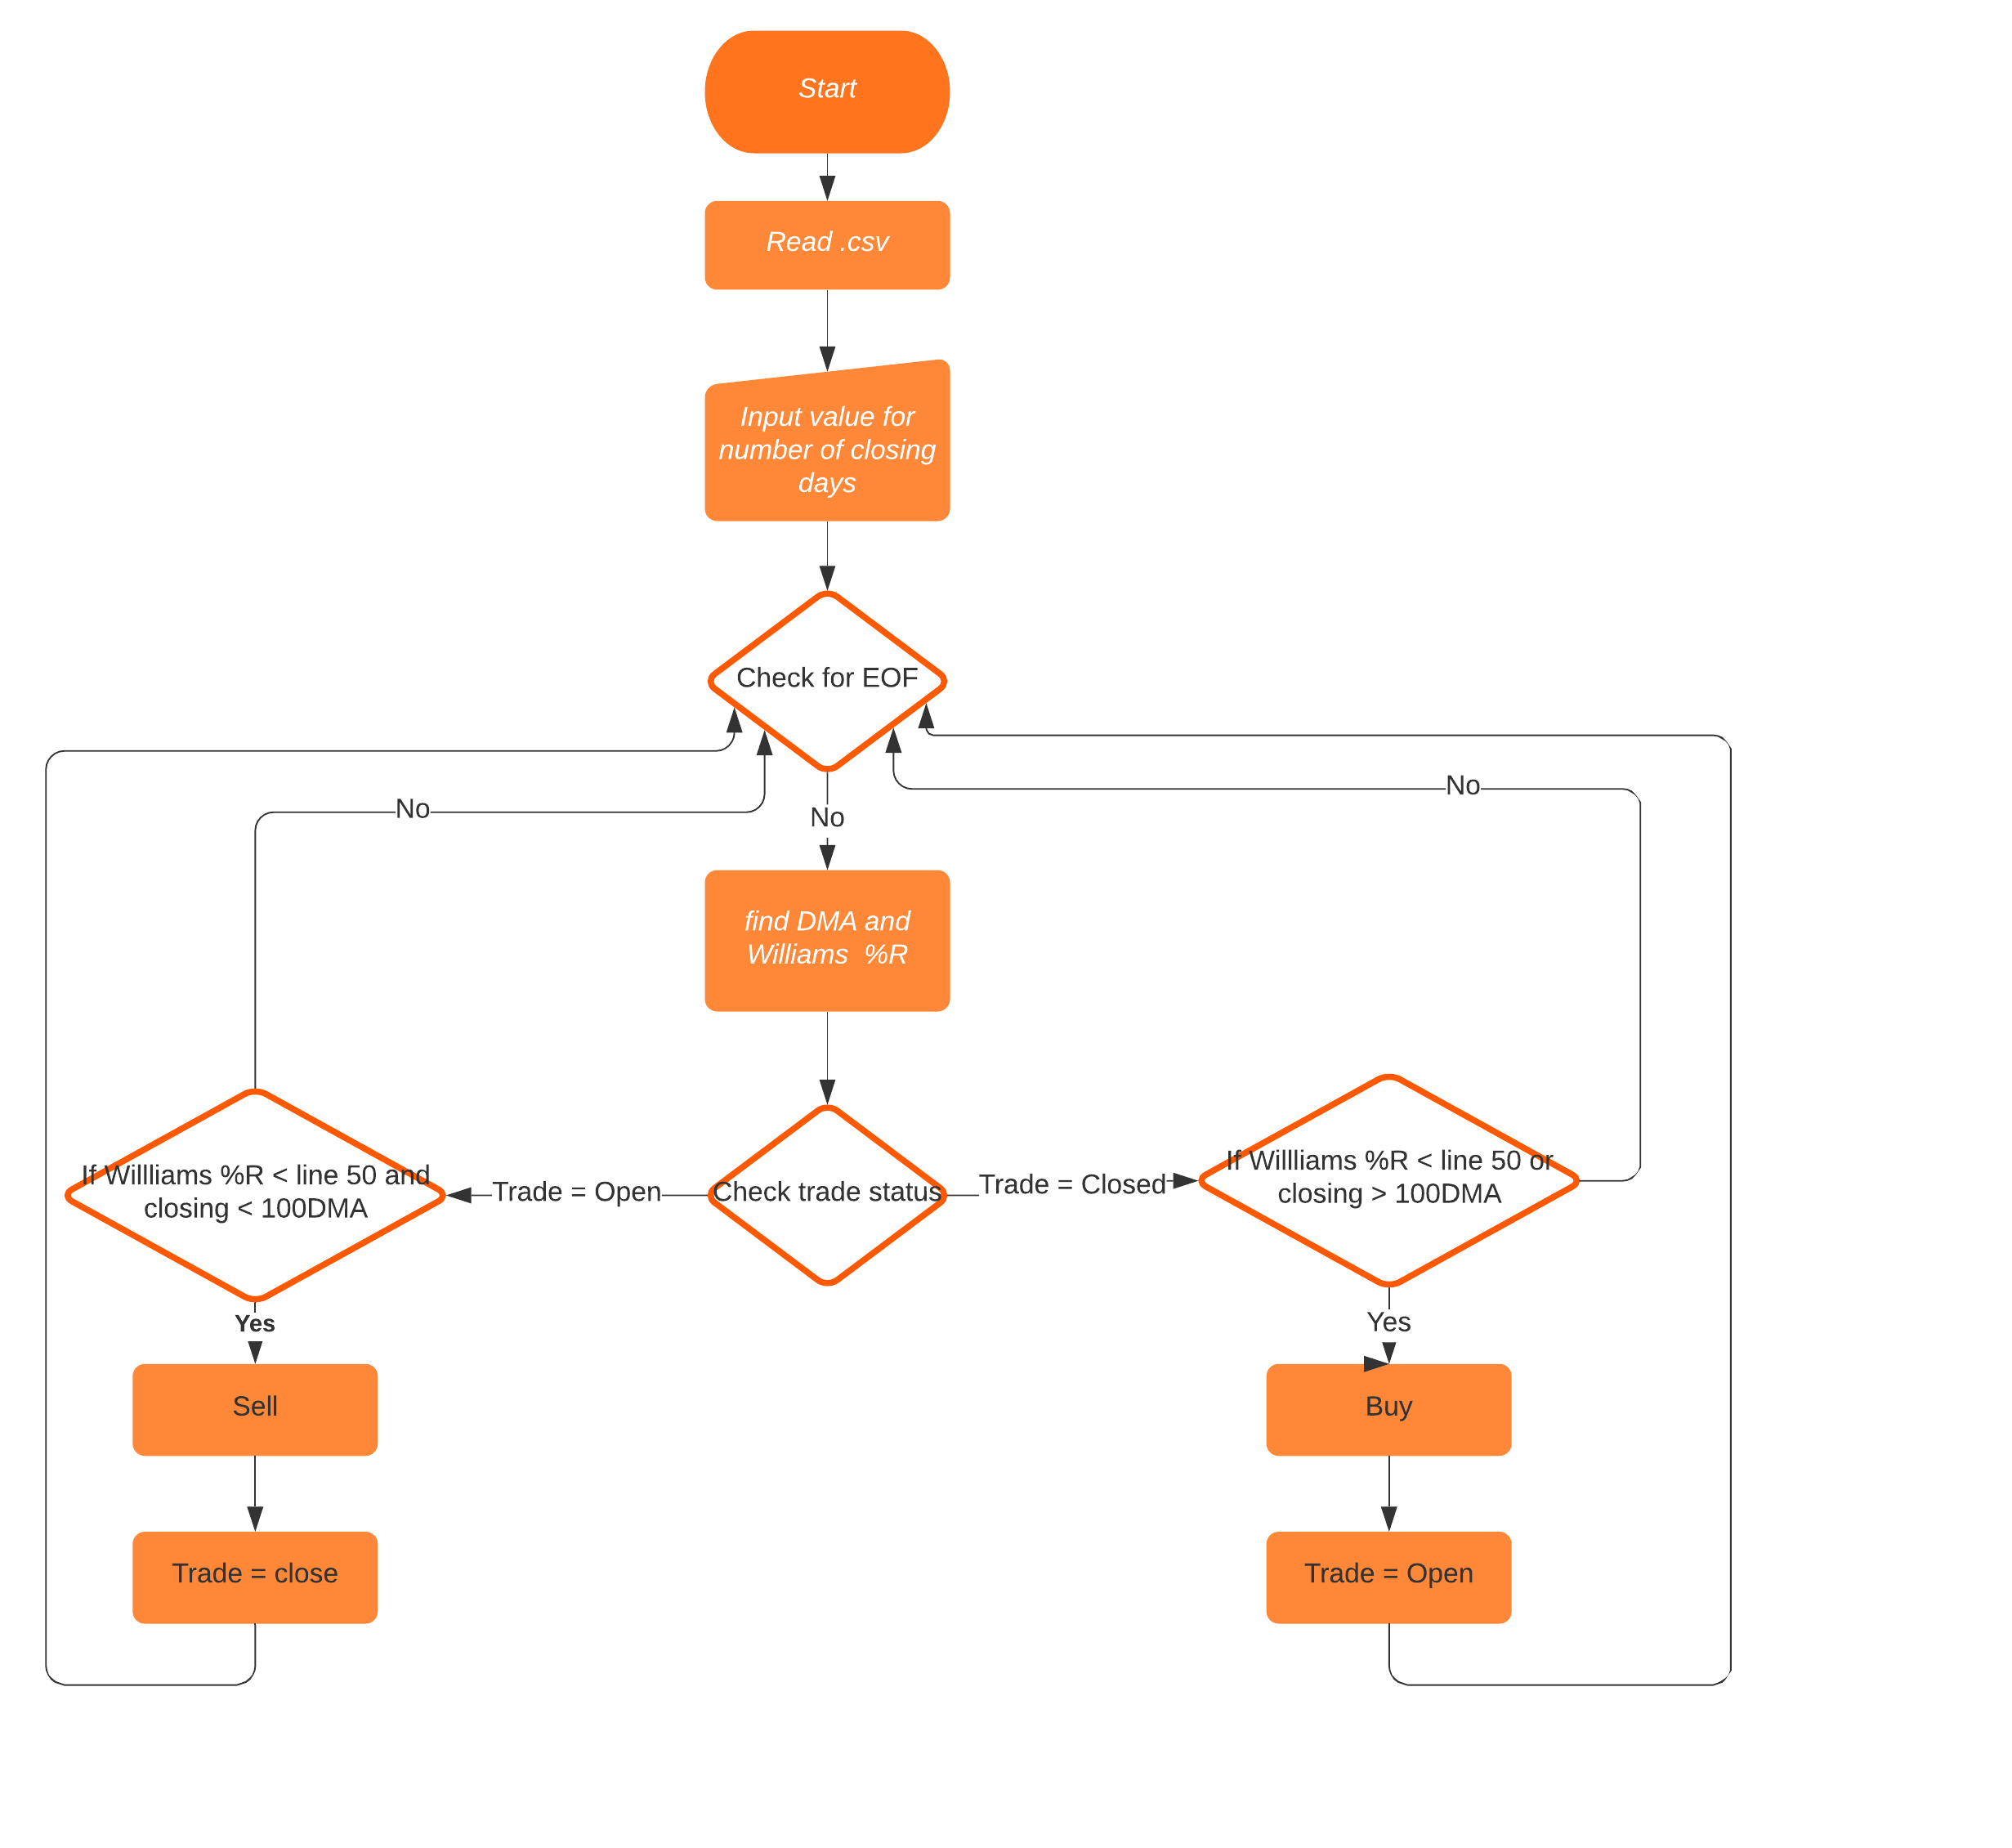 Start
Read .csv
Input value for
number of closing
days
Check for EOF
No
No
No
find DMA and
Williams %R
If Willliams %R < line 50 and
closing < 100DMA
Trade = Open
Check trade status
Trade = Closed
If Willliams %R < line 50 or
closing > 100DMA
Yes
Yes
Sell
Buy
Trade = close
Trade = Open